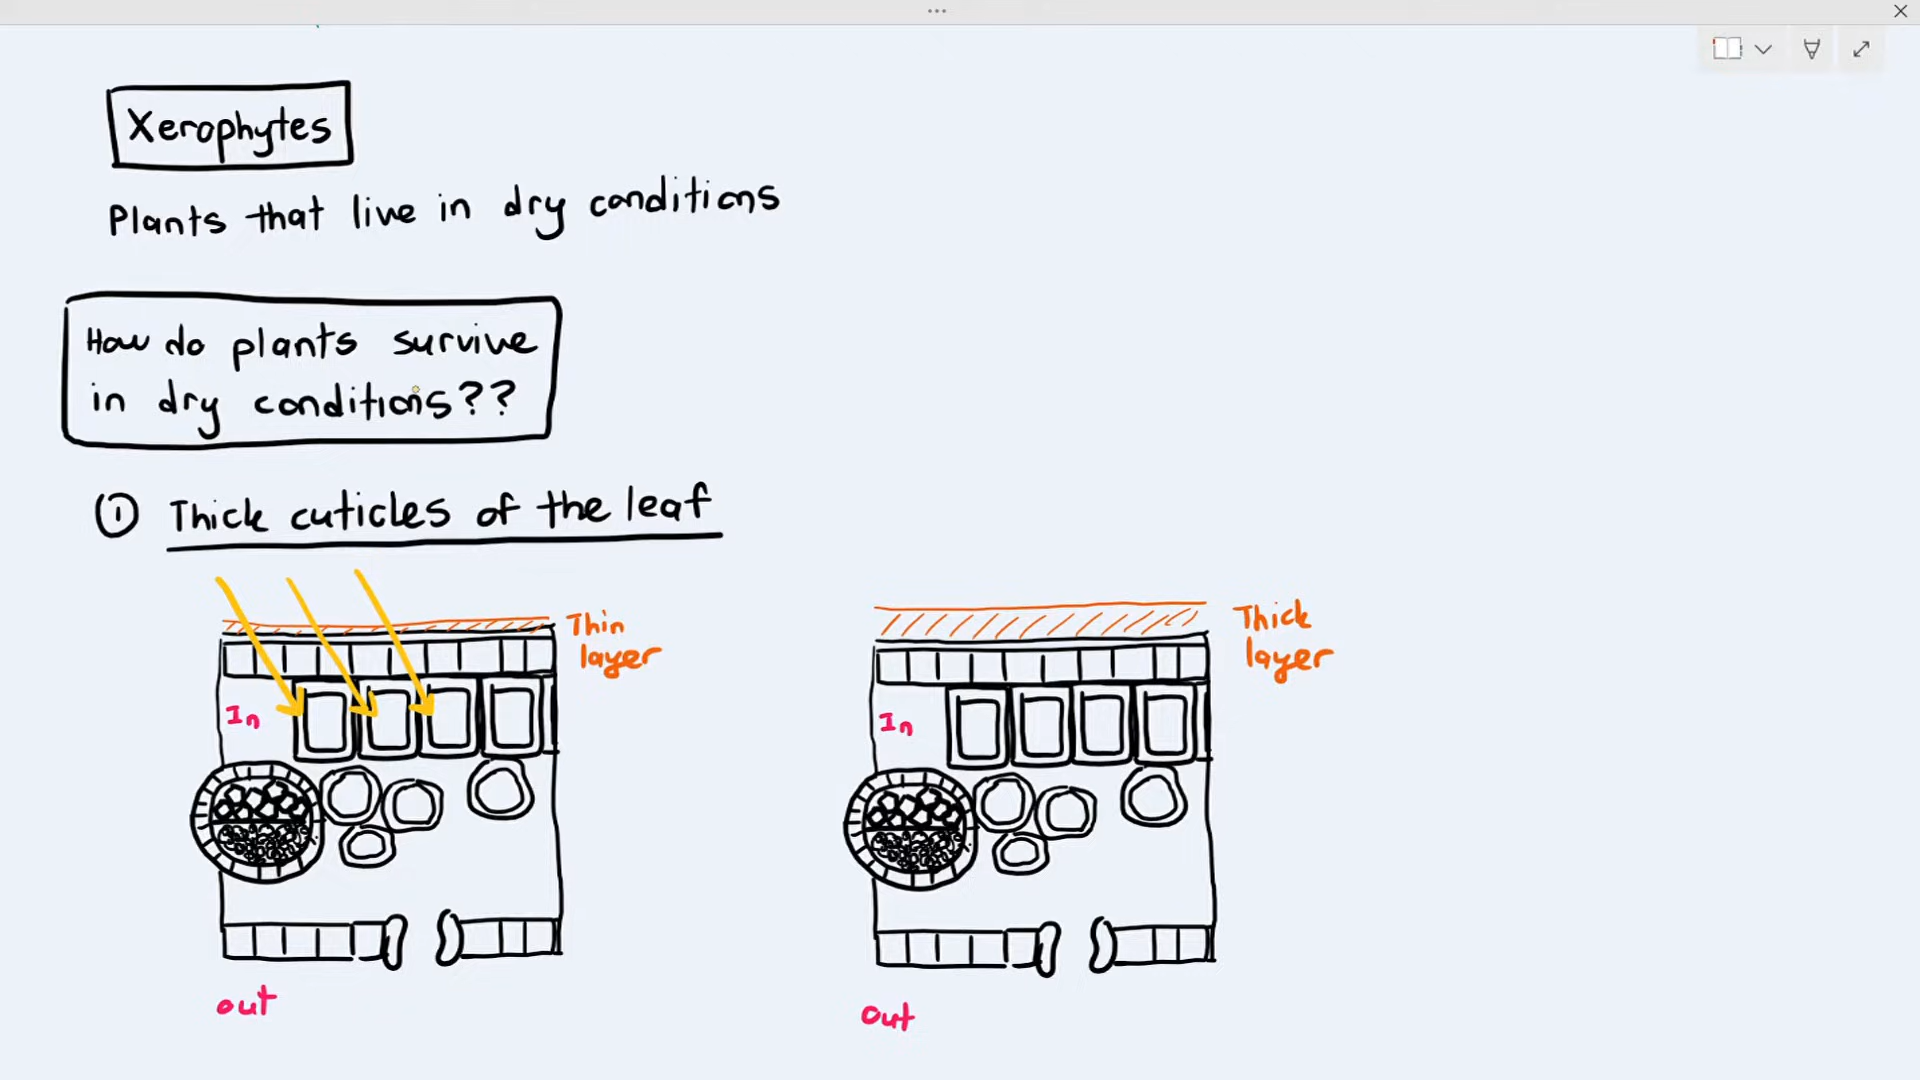 Xerophytes
Plants that live in dry conditions
How do plants survive
in dry conditions??
① Thick cuticles of the leaf
Thin
layer
Thick
layer
In
In
out
Out